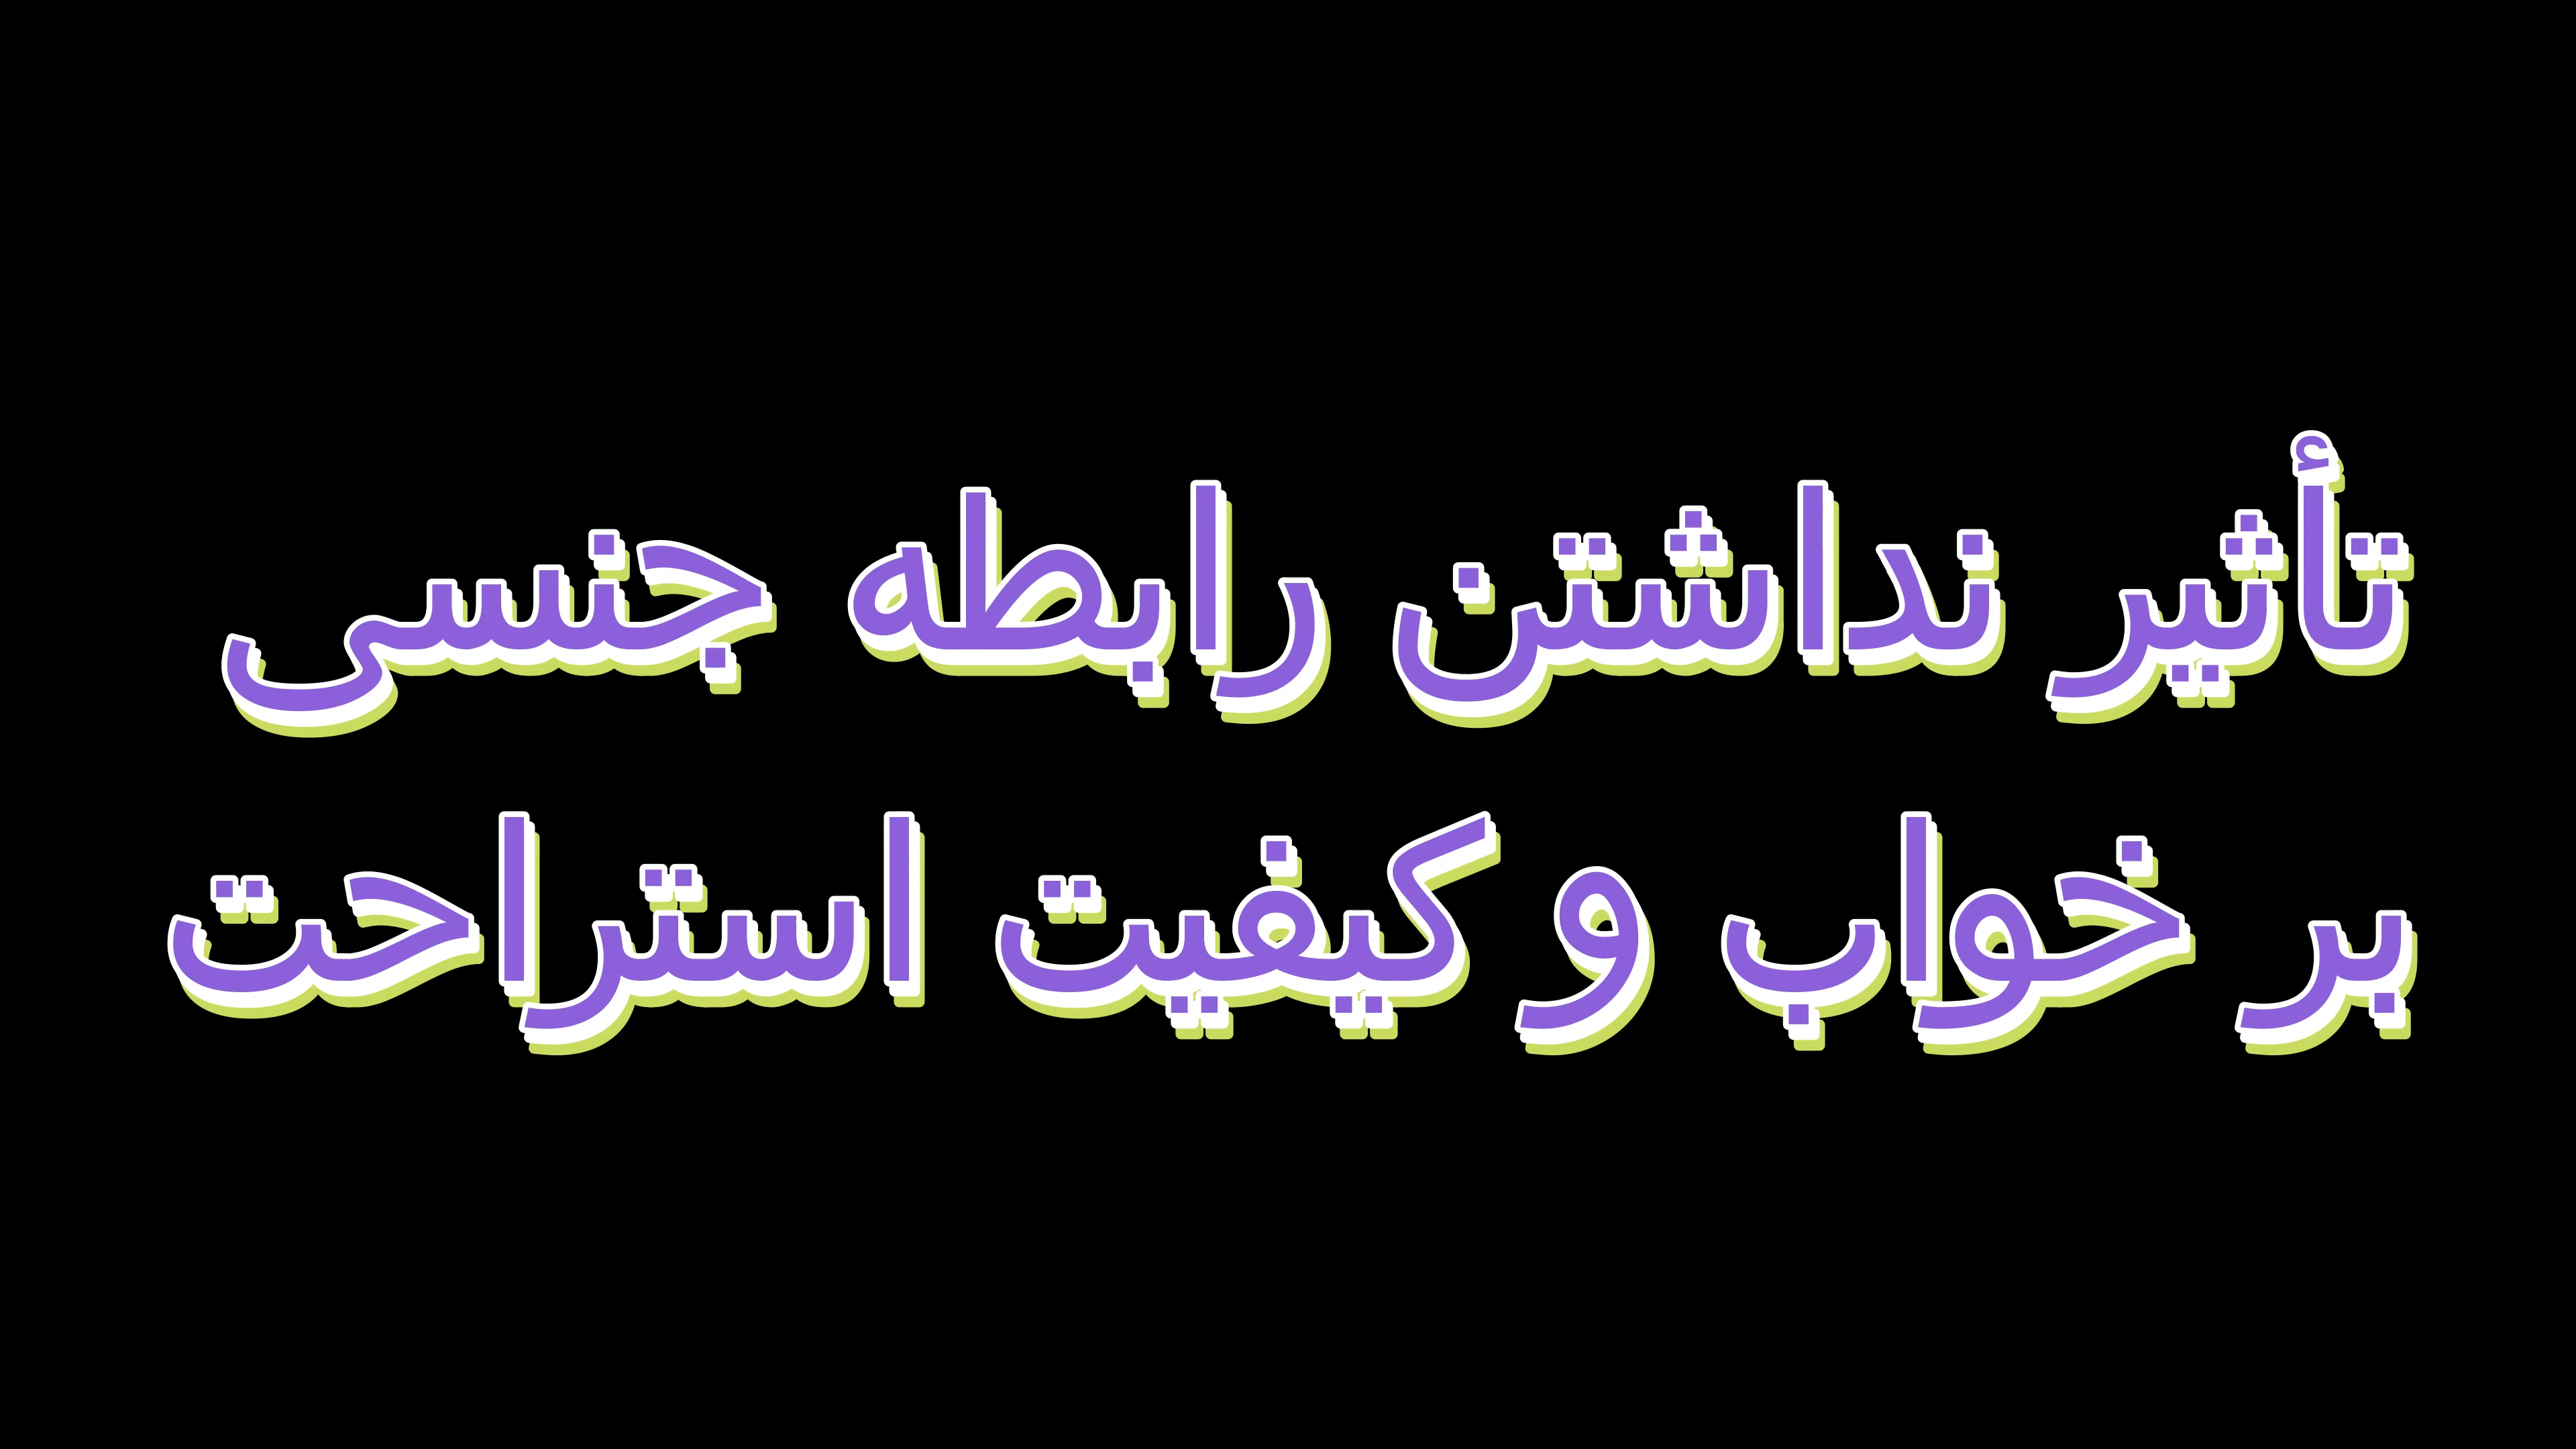 تأثیر نداشتن رابطه جنسی
بر خواب و کیفیت استراحت